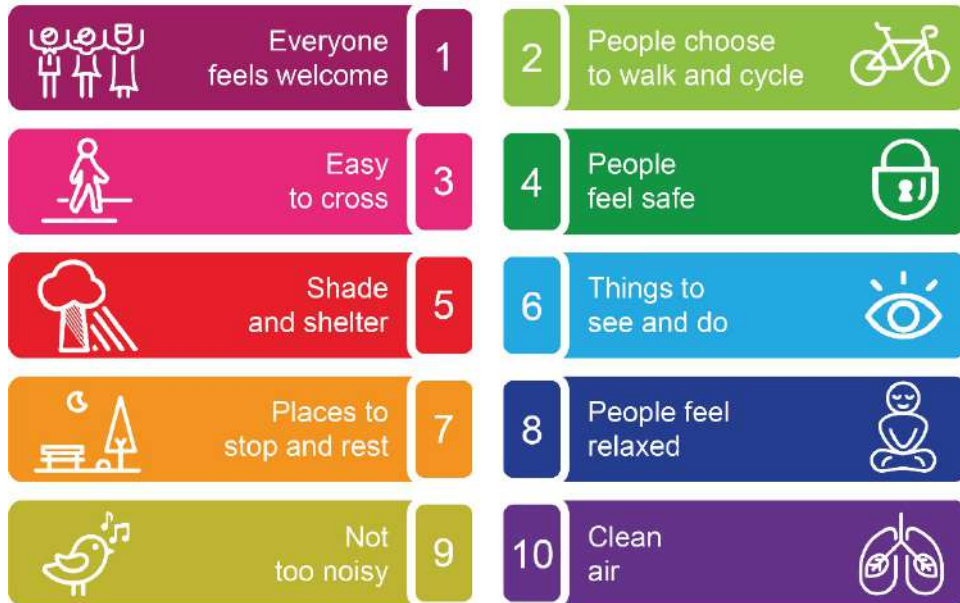 Everyone
feels welcome
1
2
People choose
to walk and cycle
Easy
to cross
3
4
People
feel safe
Shade
and shelter
5
6
Things to
see and do
Places to
stop and rest
7
8
People feel
relaxed
Not
too noisy
9
10
Clean
air